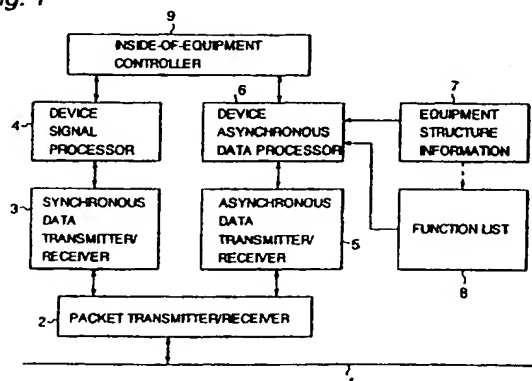 9
INSIDE-OF-EQUIPMENT
CONTROLLER
6
7
4
DEVICE
SIGNAL
PROCESSOR
DEVICE
ASYNCHRONOUS
DATA PROCESSOR
EQUIPMENT
STRUCTURE
INFORMATION
3
SYNCHRONOUS
DATA
TRANSMITTER/
RECEIVER
ASYNCHRONOUS
DATA
TRANSMITTER/
RECEIVER
5
FUNCTION LIST
8
2
PACKET TRANSMITTER/RECEIVER